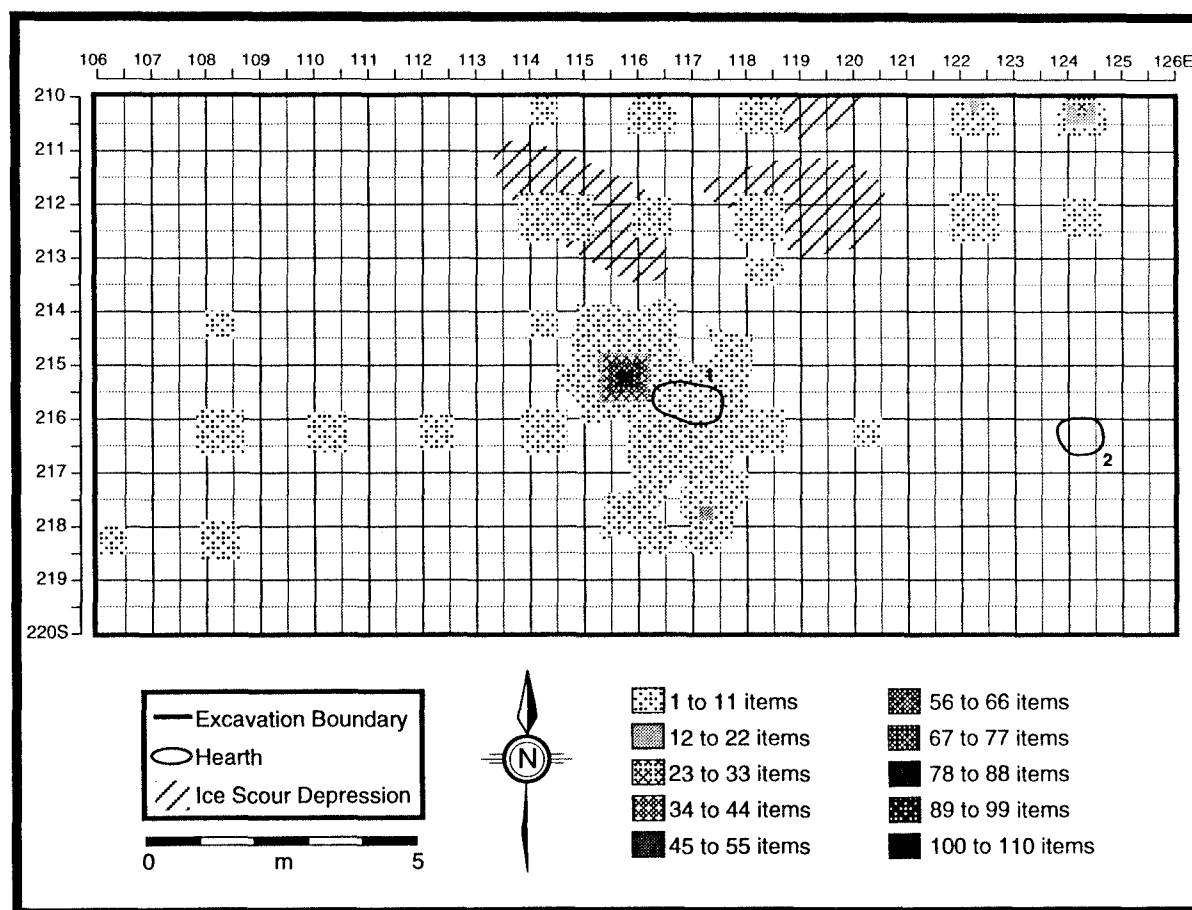 106 107 108 109 110 111 112 113 114 115 116 117 118 119 120 121 122 123 124 125 126E
210
211
212
213
214
215
216
217
218
219
220S
1
2
Excavation Boundary
Hearth
Ice Scour Depression
0 m 5
N
1 to 11 items
12 to 22 items
23 to 33 items
34 to 44 items
45 to 55 items
56 to 66 items
67 to 77 items
78 to 88 items
89 to 99 items
100 to 110 items